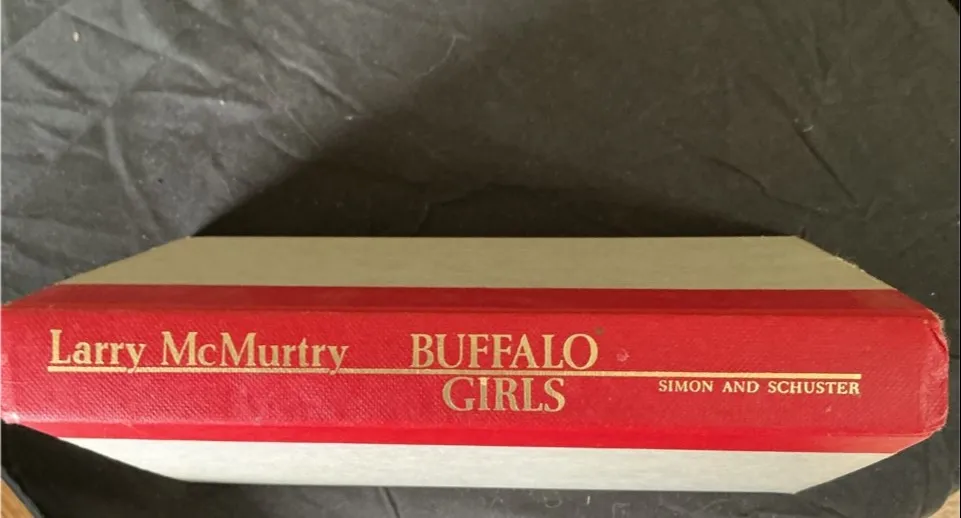 Larry McMurtry
BUFFALO
GIRLS
SIMON AND SCHUSTER